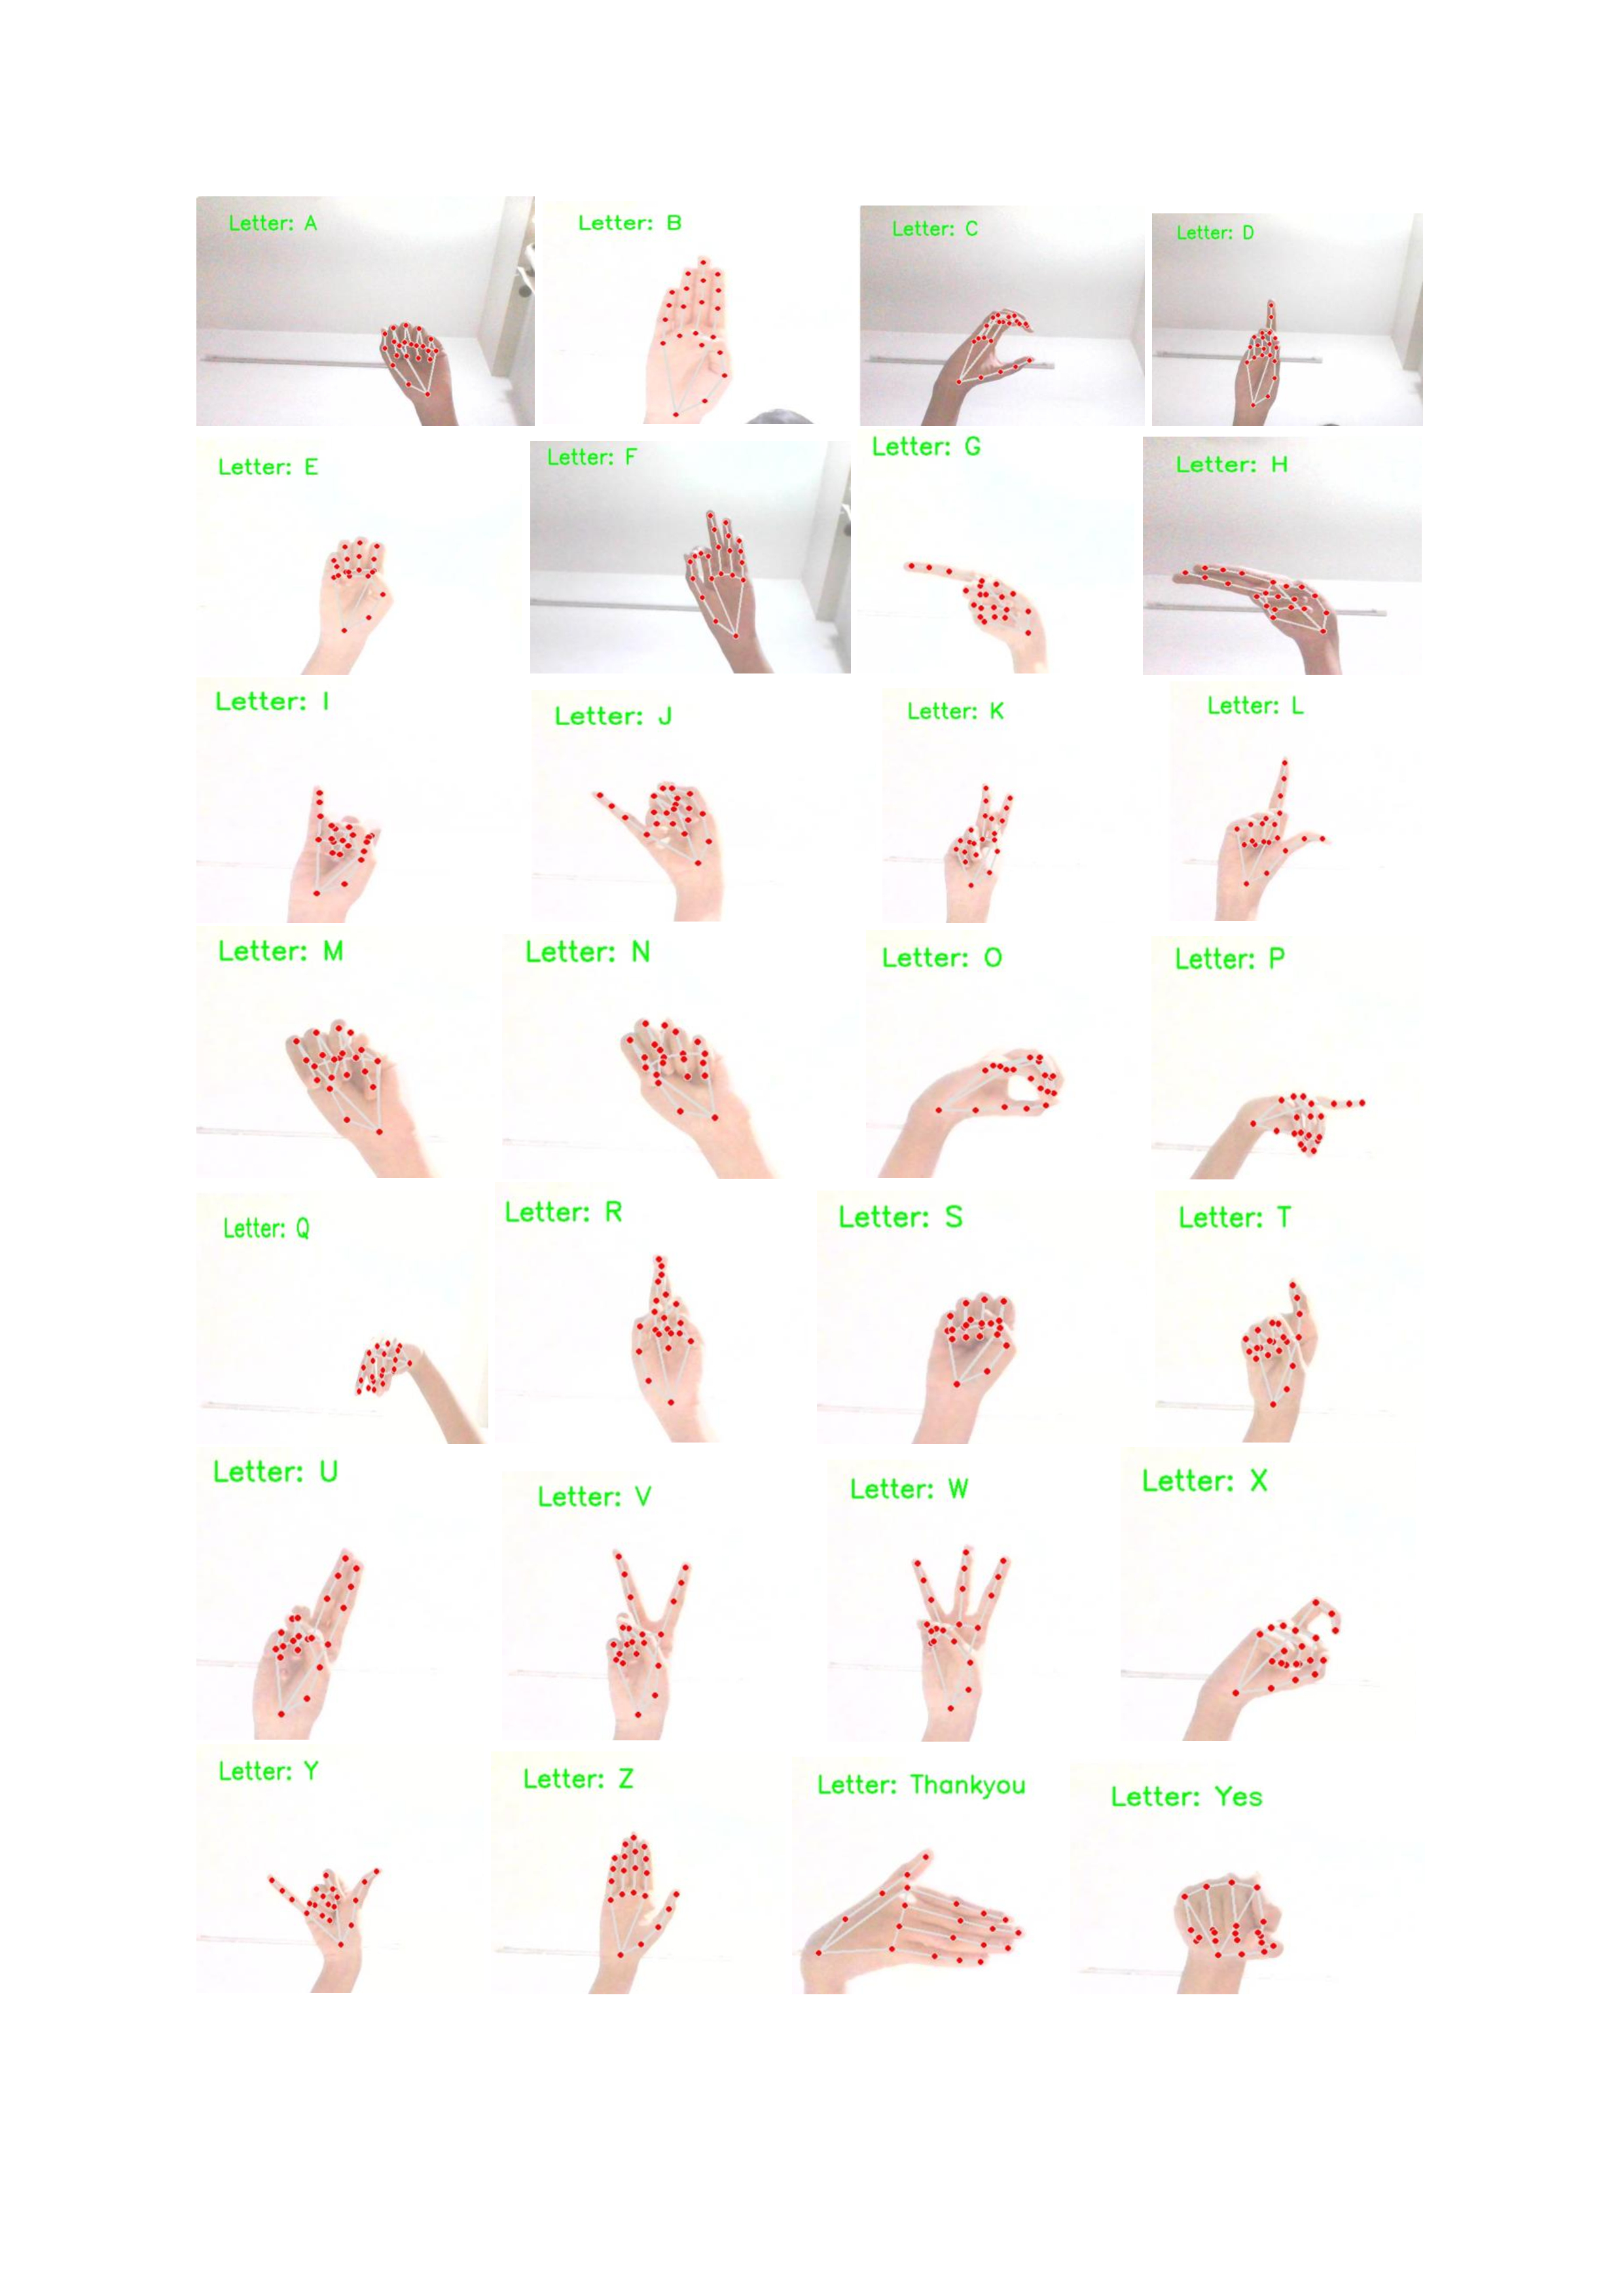 Letter: A
Letter: B
Letter: C
Letter: D
Letter: E
Letter: F
Letter: G
Letter: H
Letter: I
Letter: J
Letter: K
Letter: L
Letter: M
Letter: N
Letter: O
Letter: P
Letter: Q
Letter: R
Letter: S
Letter: T
Letter: U
Letter: V
Letter: W
Letter: X
Letter: Y
Letter: Z
Letter: Thankyou
Letter: Yes